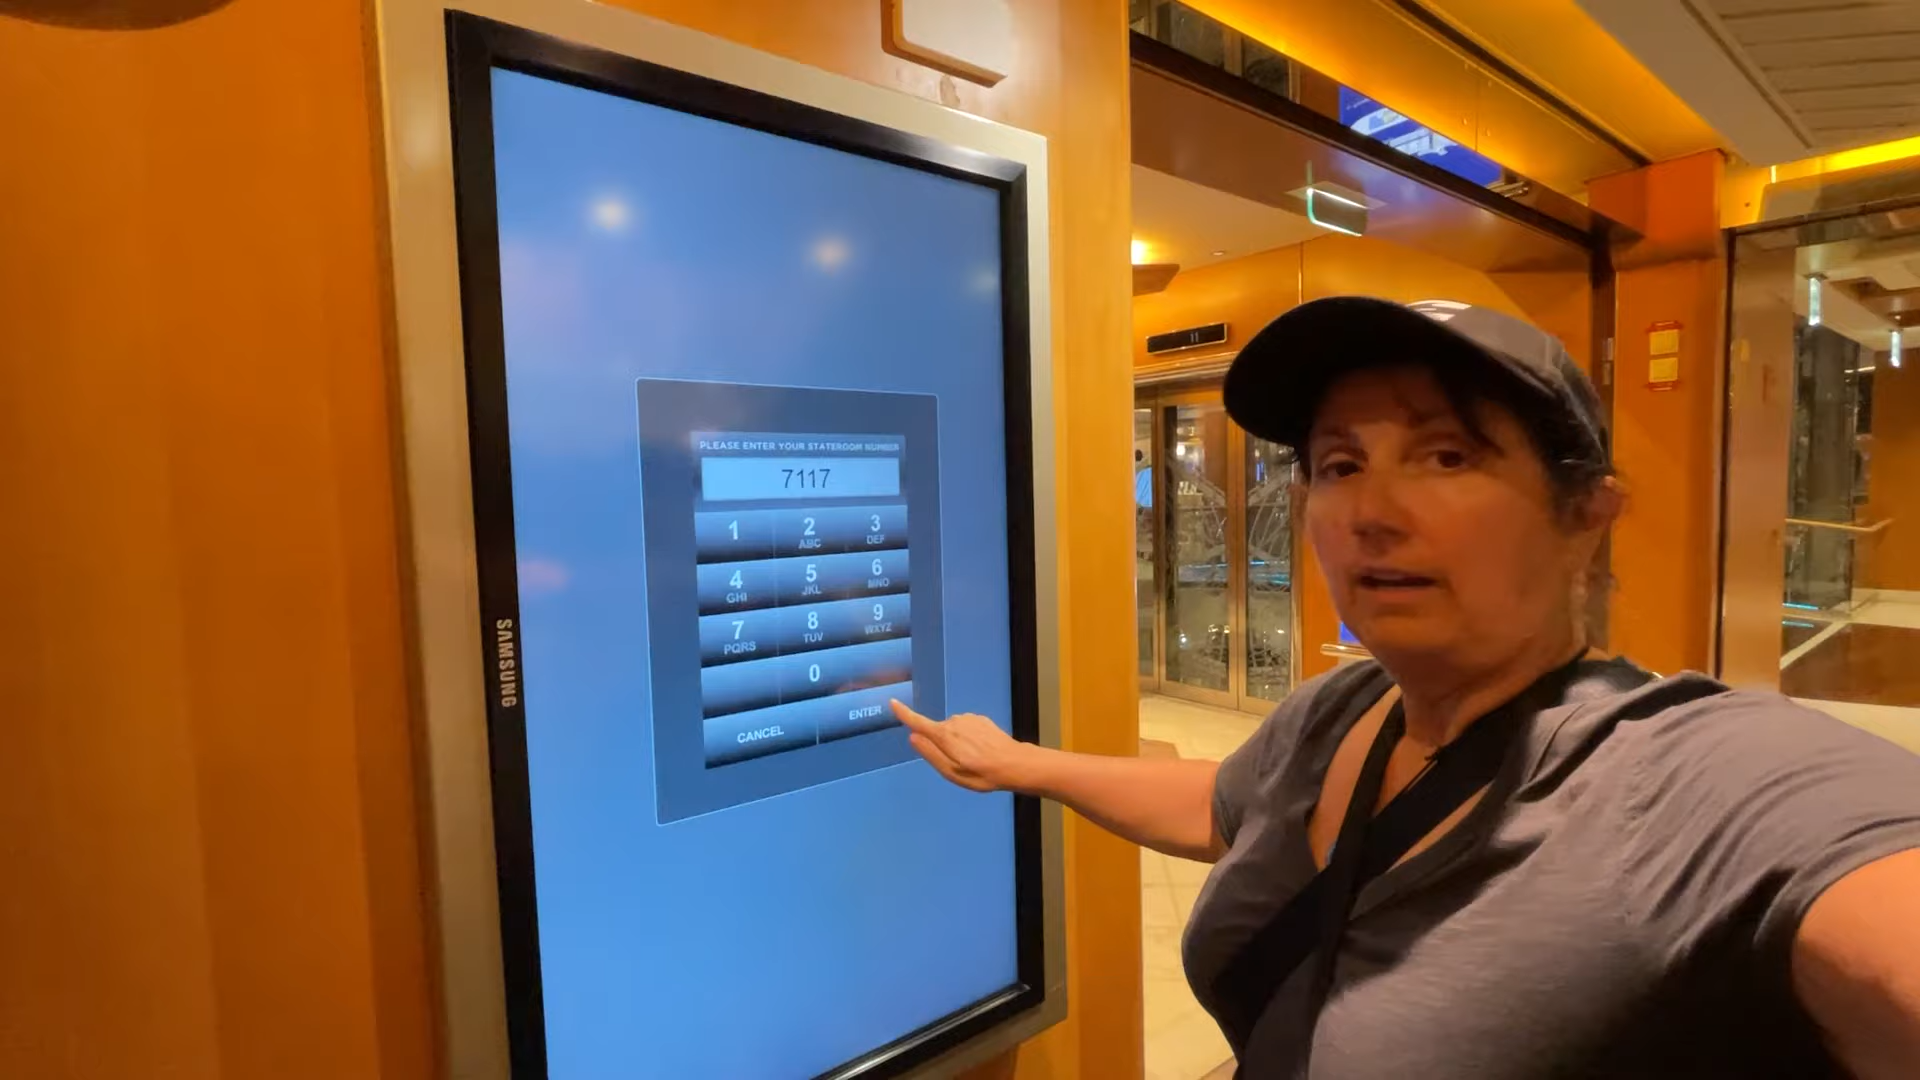 PLEASE ENTER YOUR STATEROOM NUMBER
7117
1 2 3
ABC DEF
4 5 6
GHI JKL MNO
7 8 9
PQRS TUV WXYZ
0
CANCEL ENTER
SAMSUNG
11